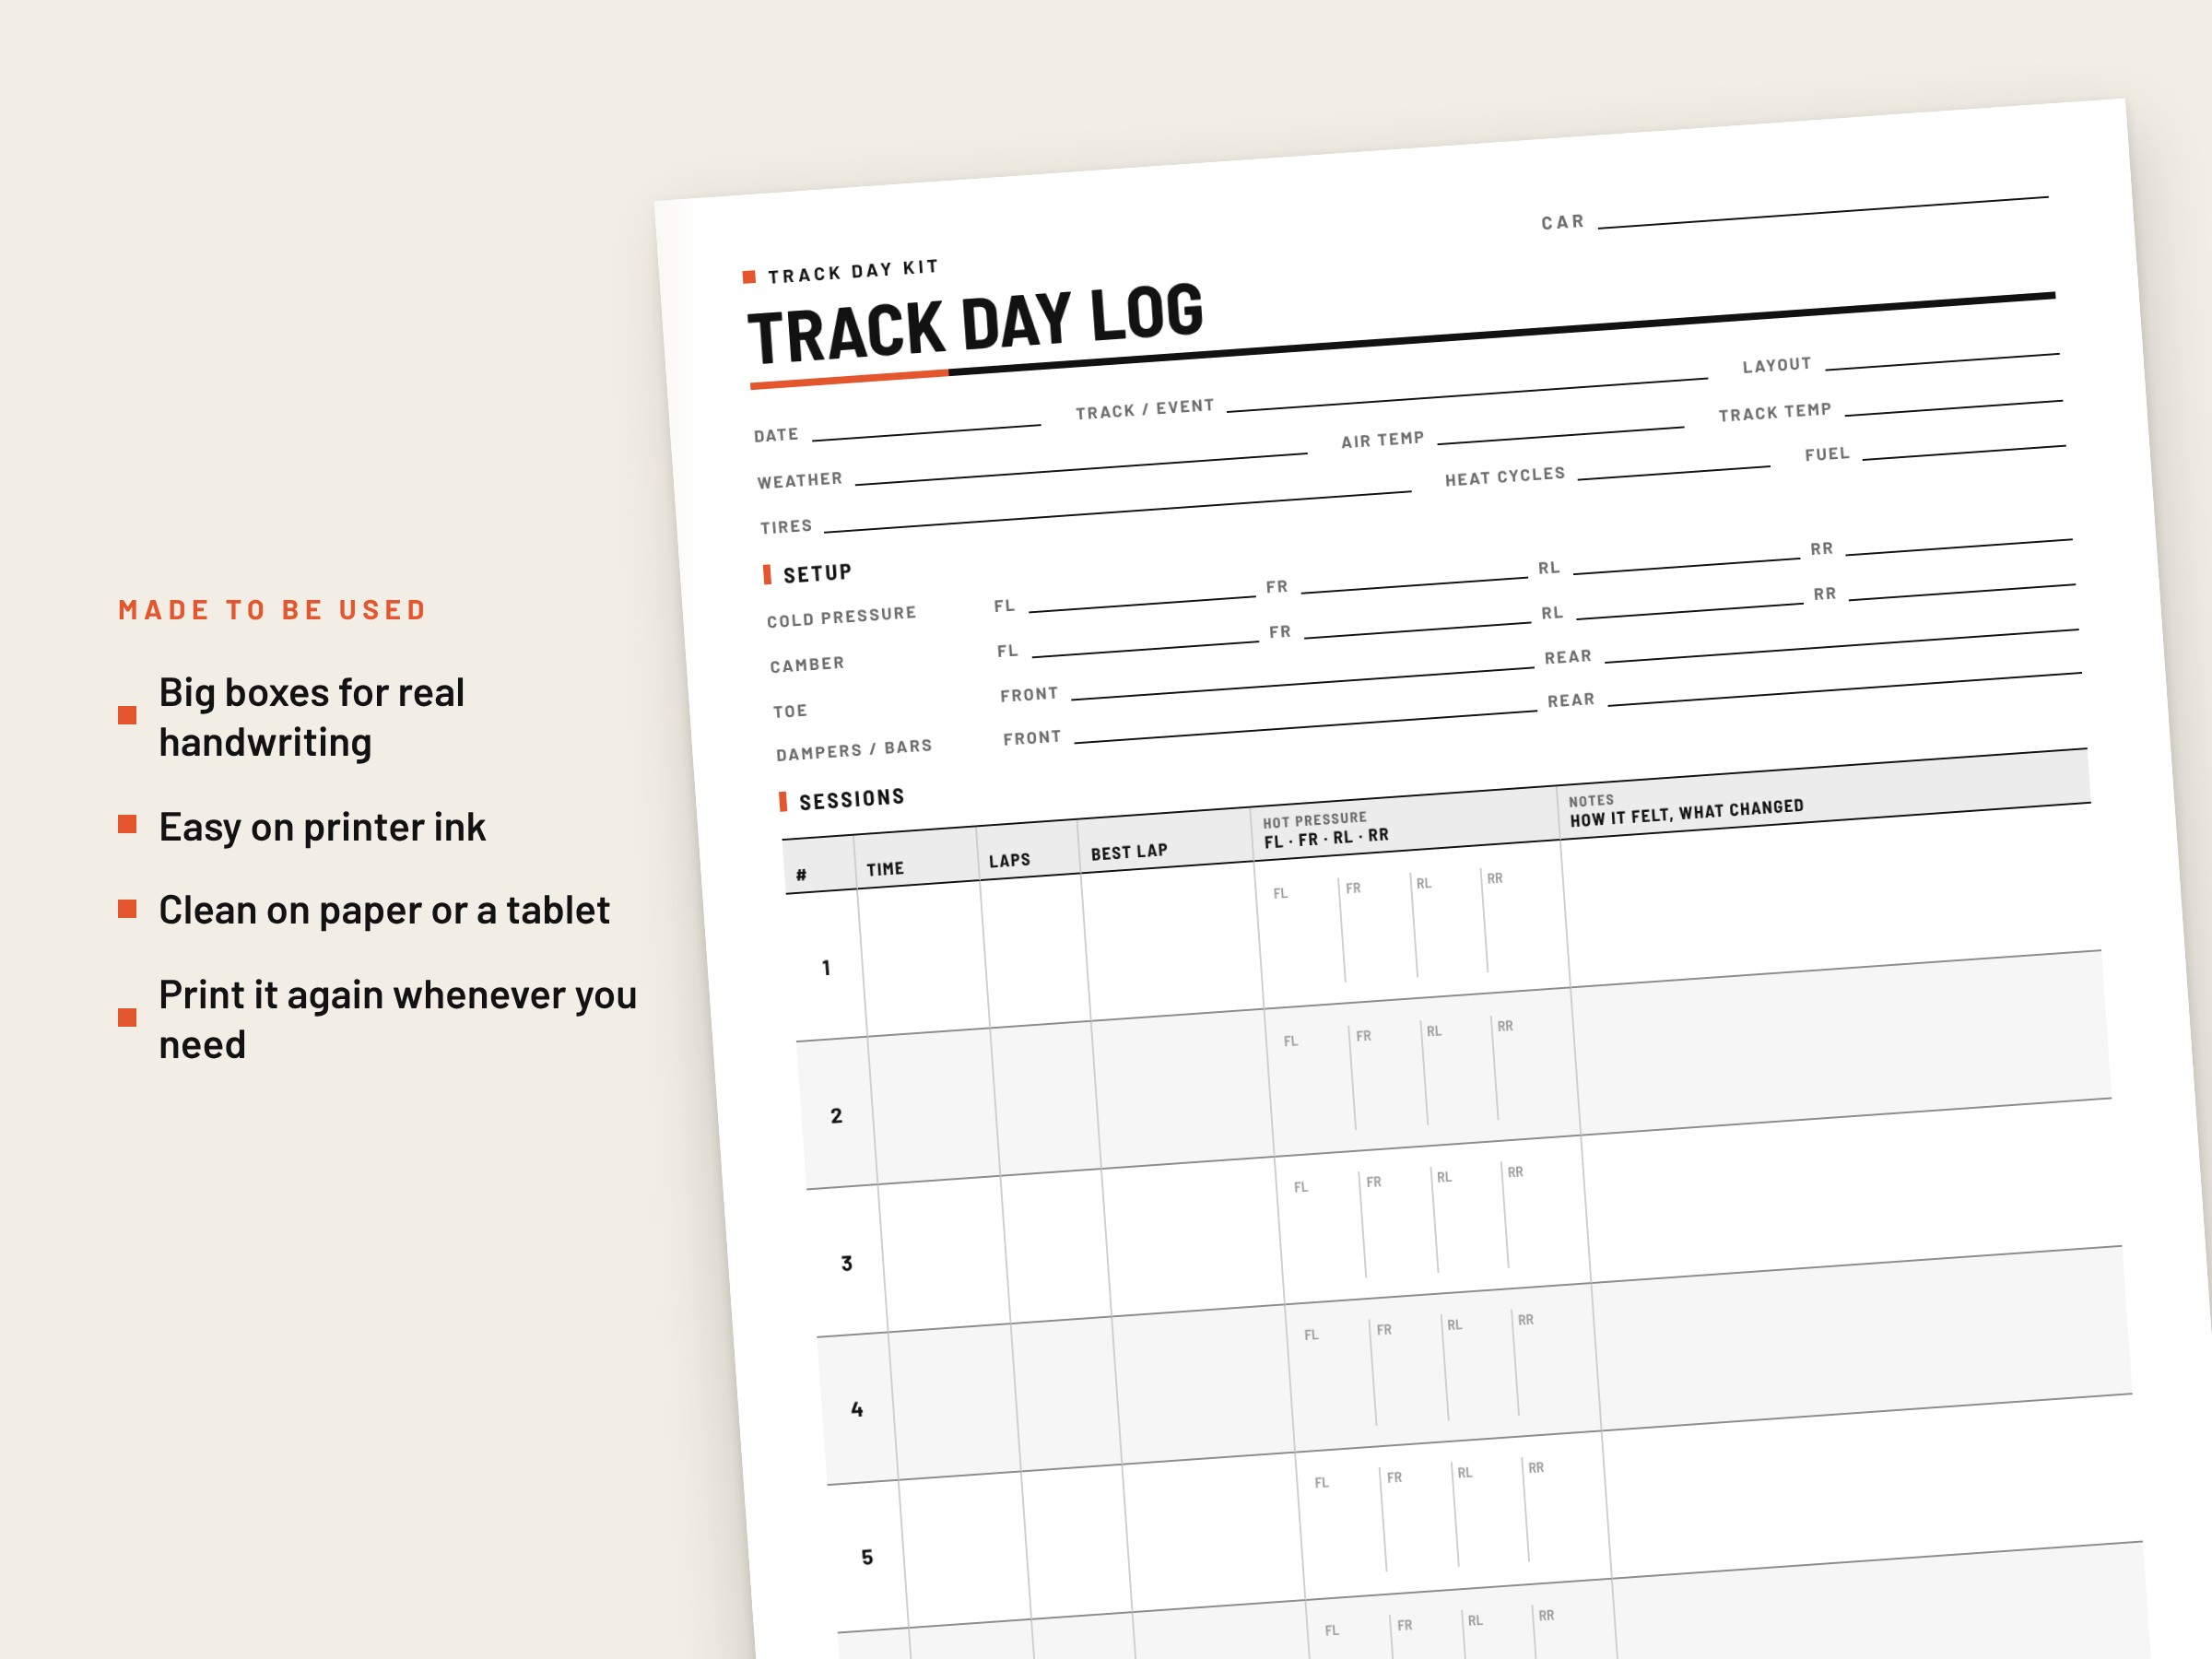 MADE TO BE USED
Big boxes for real
handwriting
Easy on printer ink
Clean on paper or a tablet
Print it again whenever you
need
CAR
TRACK DAY KIT
TRACK DAY LOG
DATE TRACK / EVENT LAYOUT
WEATHER AIR TEMP TRACK TEMP
TIRES HEAT CYCLES FUEL
SETUP
COLD PRESSURE FL FR RL RR
CAMBER FL FR RL RR
TOE FRONT REAR
DAMPERS / BARS FRONT REAR
SESSIONS
HOT PRESSURE NOTES
# TIME LAPS BEST LAP FL · FR · RL · RR HOW IT FELT, WHAT CHANGED
1 FL FR RL RR
2 FL FR RL RR
3 FL FR RL RR
4 FL FR RL RR
5 FL FR RL RR
FL FR RL RR